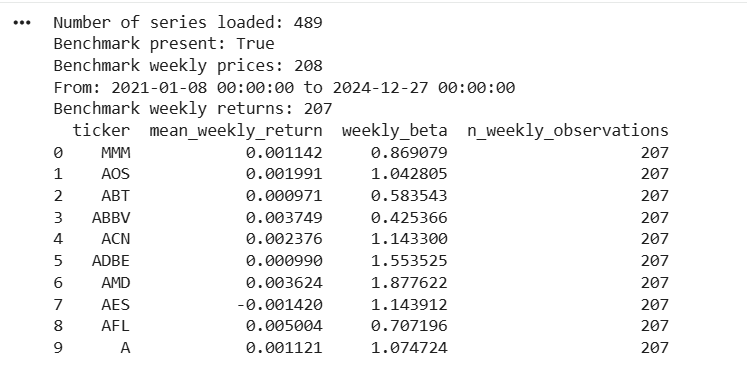 Number of series loaded: 489
Benchmark present: True
Benchmark weekly prices: 208
From: 2021-01-08 00:00:00 to 2024-12-27 00:00:00
Benchmark weekly returns: 207
ticker mean_weekly_return weekly_beta n_weekly_observations
0 MMM 0.001142 0.869079 207
1 AOS 0.001991 1.042805 207
2 ABT 0.000971 0.583543 207
3 ABBV 0.003749 0.425366 207
4 ACN 0.002376 1.143300 207
5 ADBE 0.000990 1.553525 207
6 AMD 0.003624 1.877622 207
7 AES -0.001420 1.143912 207
8 AFL 0.005004 0.707196 207
9 A 0.001121 1.074724 207